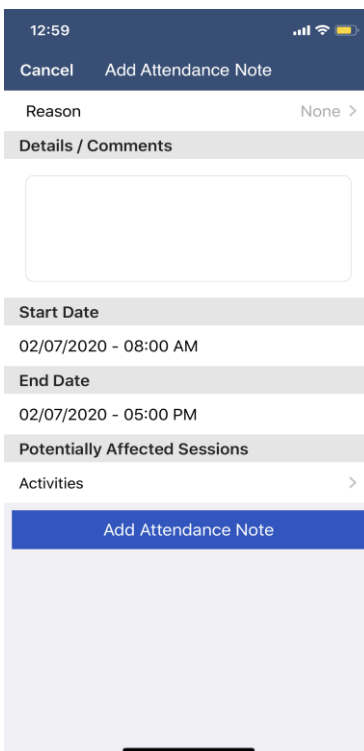 12:59
Cancel Add Attendance Note
Reason None
Details / Comments
Start Date
02/07/2020 - 08:00 AM
End Date
02/07/2020 - 05:00 PM
Potentially Affected Sessions
Activities
Add Attendance Note